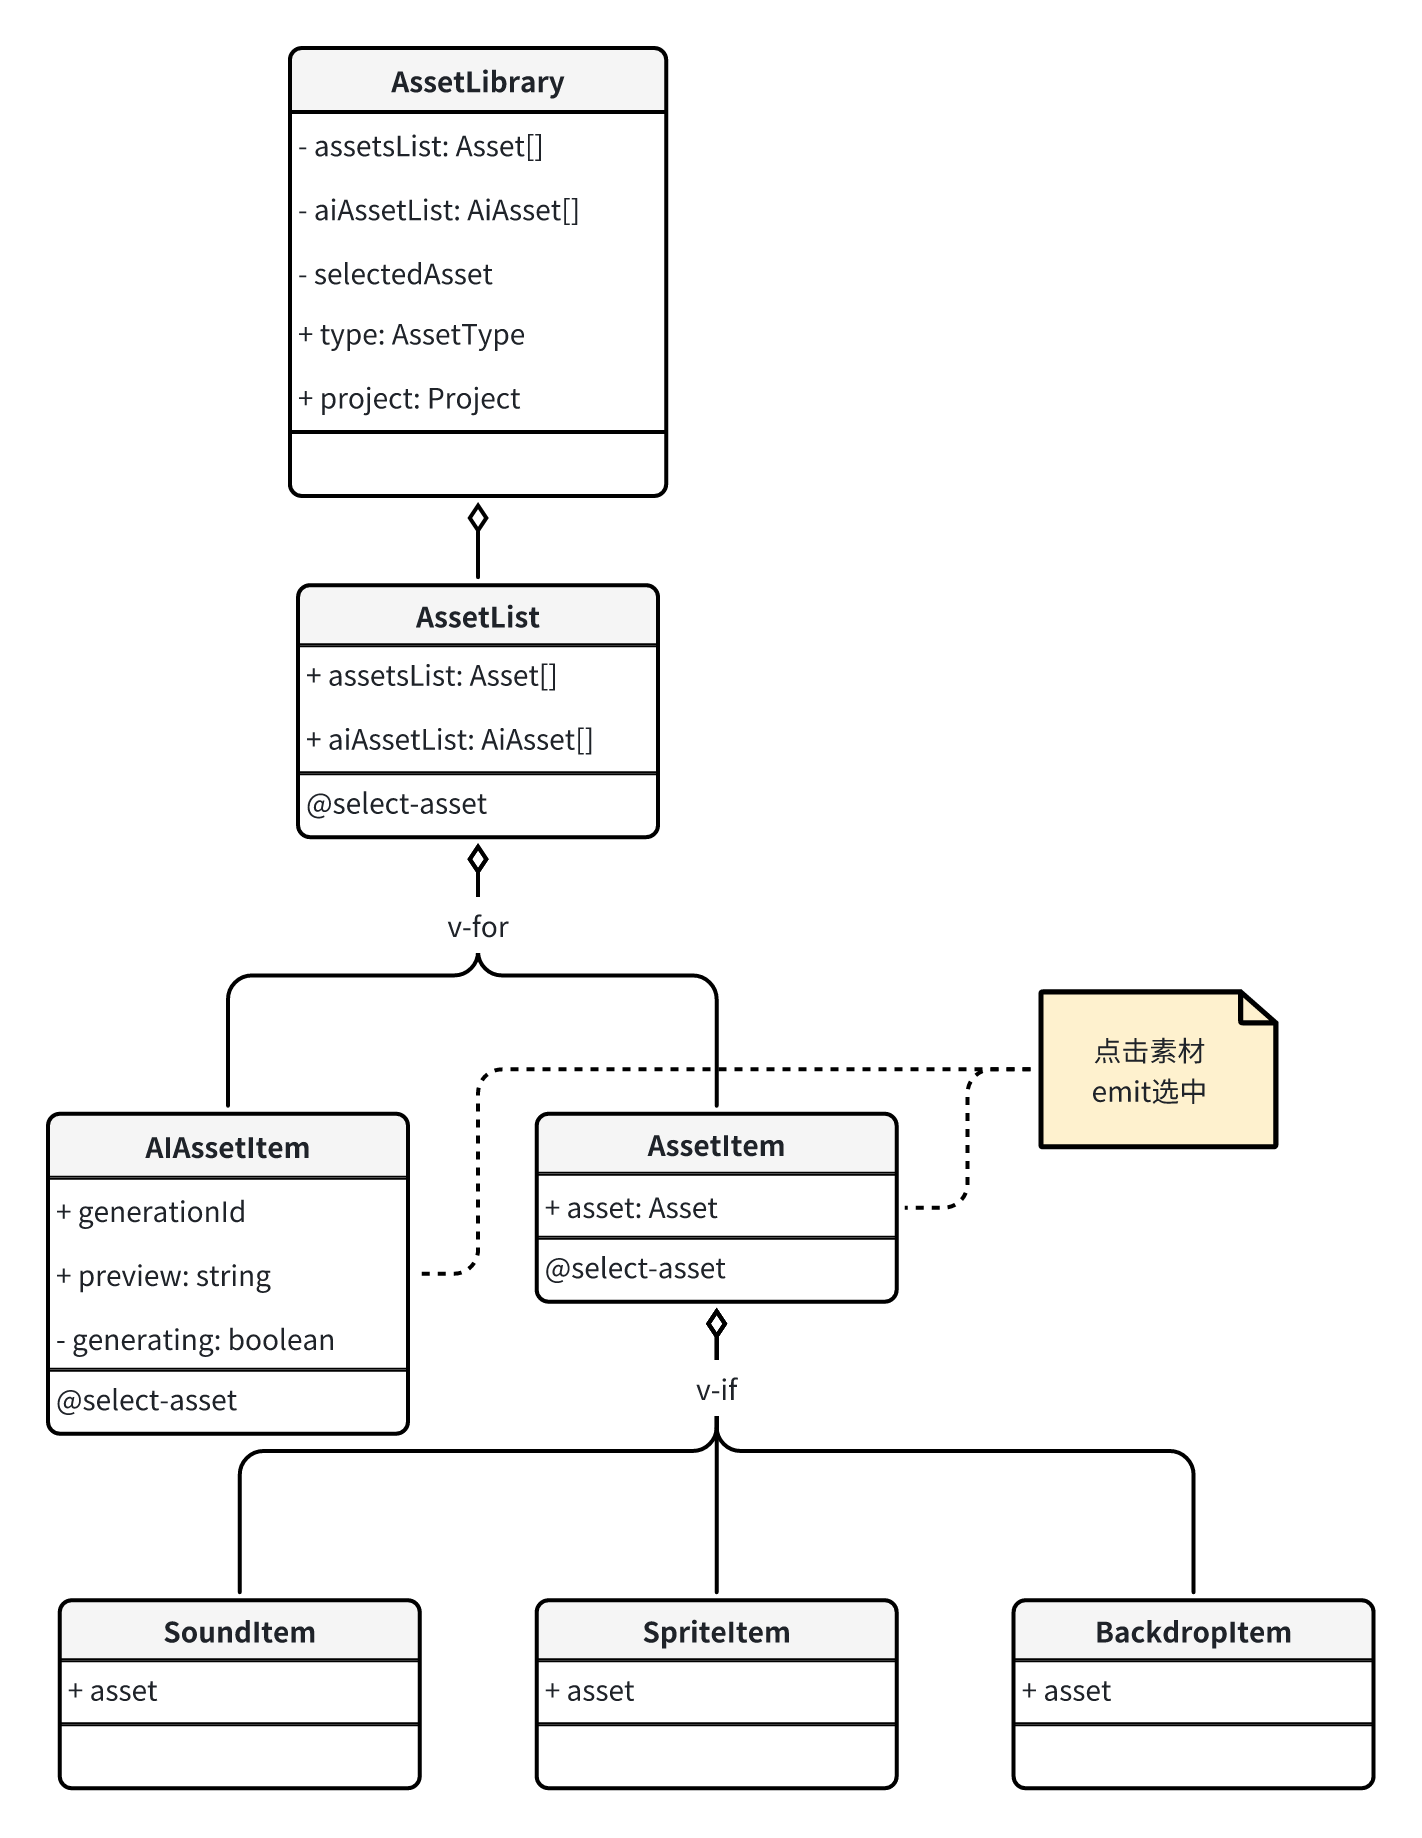 AssetLibrary
- assetsList: Asset[]
- aiAssetList: AiAsset[]
- selectedAsset
+ type: AssetType
+ project: Project
AssetList
+ assetsList: Asset[]
+ aiAssetList: AiAsset[]
@select-asset
v-for
点击素材
emit选中
AIAssetItem
+ generationId
+ preview: string
- generating: boolean
@select-asset
AssetItem
+ asset: Asset
@select-asset
v-if
SoundItem
+ asset
SpriteItem
+ asset
BackdropItem
+ asset